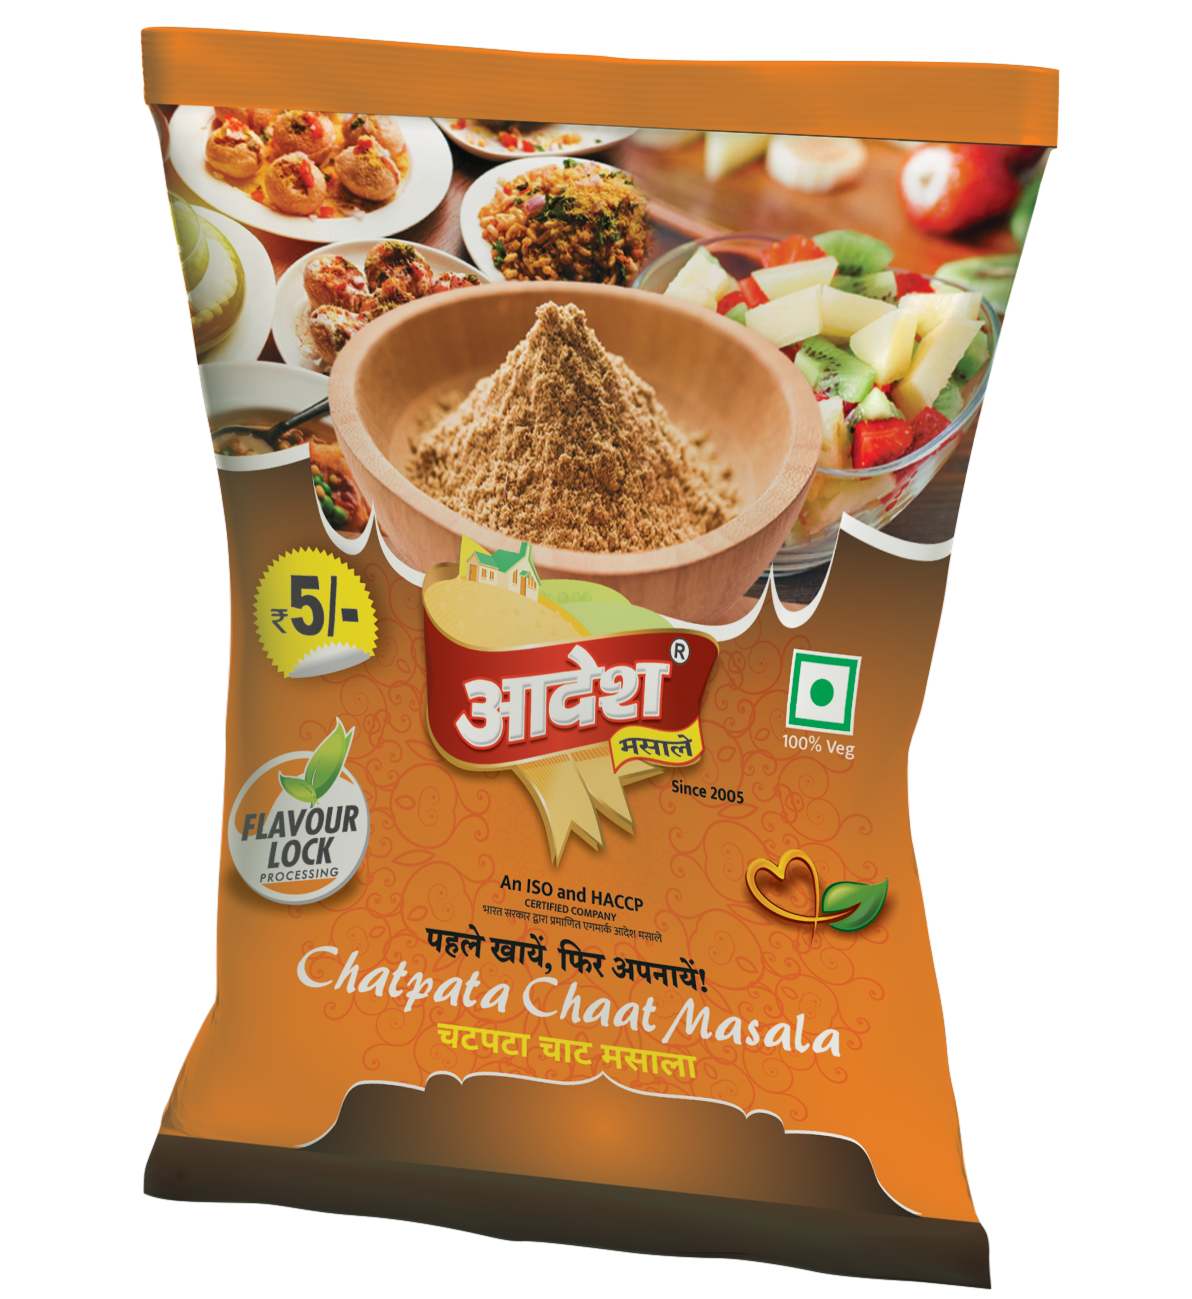 ₹5/-
आदेश®
मसाले
Since 2005
100% Veg
FLAVOUR
LOCK
PROCESSING
An ISO and HACCP
CERTIFIED COMPANY
भारत सरकार द्वारा प्रमाणित एगमार्क आदेश मसाले
पहले खायें, फिर अपनायें!
Chatpata Chaat Masala
चटपटा चाट मसाला